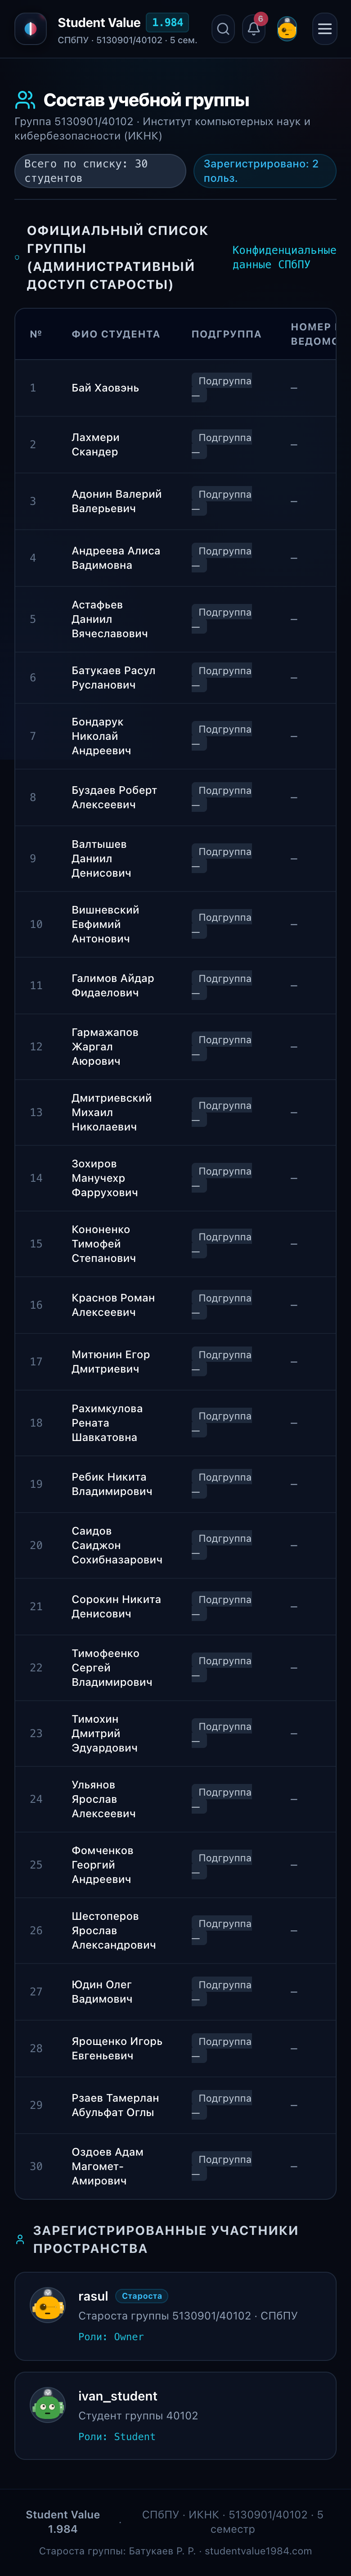 Student Value 1.984
СПбПУ · 5130901/40102 · 5 сем.
6
Состав учебной группы
Группа 5130901/40102 · Институт компьютерных наук и
кибербезопасности (ИКНК)
Всего по списку: 30
студентов
Зарегистрировано: 2
польз.
ОФИЦИАЛЬНЫЙ СПИСОК
ГРУППЫ
(АДМИНИСТРАТИВНЫЙ
ДОСТУП СТАРОСТЫ)
Конфиденциальные
данные СПбПУ
№ ФИО СТУДЕНТА ПОДГРУППА НОМЕР
ВЕДОМО
1 Бай Хаовэнь Подгруппа
— —
2 Лахмери
Скандер Подгруппа
— —
3 Адонин Валерий
Валерьевич Подгруппа
— —
4 Андреева Алиса
Вадимовна Подгруппа
— —
5 Астафьев
Даниил
Вячеславович Подгруппа
— —
6 Батукаев Расул
Русланович Подгруппа
— —
7 Бондарук
Николай
Андреевич Подгруппа
— —
8 Буздаев Роберт
Алексеевич Подгруппа
— —
9 Валтышев
Даниил
Денисович Подгруппа
— —
10 Вишневский
Евфимий
Антонович Подгруппа
— —
11 Галимов Айдар
Фидаелович Подгруппа
— —
12 Гармажапов
Жаргал
Аюрович Подгруппа
— —
13 Дмитриевский
Михаил
Николаевич Подгруппа
— —
14 Зохиров
Манучехр
Фаррухович Подгруппа
— —
15 Кононенко
Тимофей
Степанович Подгруппа
— —
16 Краснов Роман
Алексеевич Подгруппа
— —
17 Митюнин Егор
Дмитриевич Подгруппа
— —
18 Рахимкулова
Рената
Шавкатовна Подгруппа
— —
19 Ребик Никита
Владимирович Подгруппа
— —
20 Саидов
Саиджон
Сохибназарович Подгруппа
— —
21 Сорокин Никита
Денисович Подгруппа
— —
22 Тимофеенко
Сергей
Владимирович Подгруппа
— —
23 Тимохин
Дмитрий
Эдуардович Подгруппа
— —
24 Ульянов
Ярослав
Алексеевич Подгруппа
— —
25 Фомченков
Георгий
Андреевич Подгруппа
— —
26 Шестоперов
Ярослав
Александрович Подгруппа
— —
27 Юдин Олег
Вадимович Подгруппа
— —
28 Ярощенко Игорь
Евгеньевич Подгруппа
— —
29 Рзаев Тамерлан
Абульфат Оглы Подгруппа
— —
30 Оздоев Адам
Магомет-
Амирович Подгруппа
— —
ЗАРЕГИСТРИРОВАННЫЕ УЧАСТНИКИ
ПРОСТРАНСТВА
rasul Староста
Староста группы 5130901/40102 · СПбПУ
Роли: Owner
ivan_student
Студент группы 40102
Роли: Student
Student Value
1.984
·
СПбПУ · ИКНК · 5130901/40102 · 5
семестр
Староста группы: Батукаев Р. Р. · studentvalue1984.com